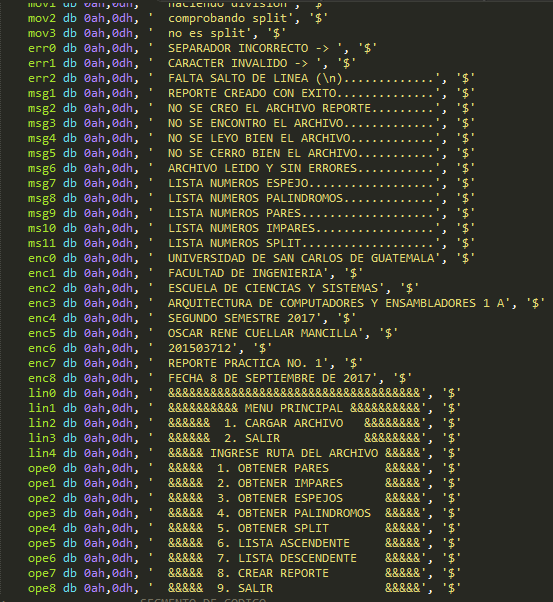 mov1 db 0ah,0dh, '  haciendo division', '$'
mov2 db 0ah,0dh, '  comprobando split', '$'
mov3 db 0ah,0dh, '  no es split', '$'
err0 db 0ah,0dh, '  SEPARADOR INCORRECTO -> ', '$'
err1 db 0ah,0dh, '  CARACTER INVALIDO -> ', '$'
err2 db 0ah,0dh, '  FALTA SALTO DE LINEA (\n).............', '$'
msg1 db 0ah,0dh, '  REPORTE CREADO CON EXITO..............', '$'
msg2 db 0ah,0dh, '  NO SE CREO EL ARCHIVO REPORTE.........', '$'
msg3 db 0ah,0dh, '  NO SE ENCONTRO EL ARCHIVO.............', '$'
msg4 db 0ah,0dh, '  NO SE LEYO BIEN EL ARCHIVO............', '$'
msg5 db 0ah,0dh, '  NO SE CERRO BIEN EL ARCHIVO...........', '$'
msg6 db 0ah,0dh, '  ARCHIVO LEIDO Y SIN ERRORES...........', '$'
msg7 db 0ah,0dh, '  LISTA NUMEROS ESPEJO..................', '$'
msg8 db 0ah,0dh, '  LISTA NUMEROS PALINDROMOS.............', '$'
msg9 db 0ah,0dh, '  LISTA NUMEROS PARES...................', '$'
ms10 db 0ah,0dh, '  LISTA NUMEROS IMPARES.................', '$'
ms11 db 0ah,0dh, '  LISTA NUMEROS SPLIT...................', '$'
enc0 db 0ah,0dh, '  UNIVERSIDAD DE SAN CARLOS DE GUATEMALA', '$'
enc1 db 0ah,0dh, '  FACULTAD DE INGENIERIA', '$'
enc2 db 0ah,0dh, '  ESCUELA DE CIENCIAS Y SISTEMAS', '$'
enc3 db 0ah,0dh, '  ARQUITECTURA DE COMPUTADORES Y ENSAMBLADORES 1 A', '$'
enc4 db 0ah,0dh, '  SEGUNDO SEMESTRE 2017', '$'
enc5 db 0ah,0dh, '  OSCAR RENE CUELLAR MANCILLA', '$'
enc6 db 0ah,0dh, '  201503712', '$'
enc7 db 0ah,0dh, '  REPORTE PRACTICA NO. 1', '$'
enc8 db 0ah,0dh, '  FECHA 8 DE SEPTIEMBRE DE 2017', '$'
lin0 db 0ah,0dh, '  &&&&&&&&&&&&&&&&&&&&&&&&&&&&&&&&&&&&', '$'
lin1 db 0ah,0dh, '  &&&&&&&&&& MENU PRINCIPAL &&&&&&&&&&', '$'
lin2 db 0ah,0dh, '  &&&&&&  1. CARGAR ARCHIVO   &&&&&&&&', '$'
lin3 db 0ah,0dh, '  &&&&&&  2. SALIR            &&&&&&&&', '$'
lin4 db 0ah,0dh, '  &&&&& INGRESE RUTA DEL ARCHIVO &&&&&', '$'
ope0 db 0ah,0dh, '  &&&&&  1. OBTENER PARES        &&&&&', '$'
ope1 db 0ah,0dh, '  &&&&&  2. OBTENER IMPARES      &&&&&', '$'
ope2 db 0ah,0dh, '  &&&&&  3. OBTENER ESPEJOS      &&&&&', '$'
ope3 db 0ah,0dh, '  &&&&&  4. OBTENER PALINDROMOS  &&&&&', '$'
ope4 db 0ah,0dh, '  &&&&&  5. OBTENER SPLIT        &&&&&', '$'
ope5 db 0ah,0dh, '  &&&&&  6. LISTA ASCENDENTE     &&&&&', '$'
ope6 db 0ah,0dh, '  &&&&&  7. LISTA DESCENDENTE    &&&&&', '$'
ope7 db 0ah,0dh, '  &&&&&  8. CREAR REPORTE        &&&&&', '$'
ope8 db 0ah,0dh, '  &&&&&  9. SALIR                &&&&&', '$'
SEGMENTO DE CODIGO